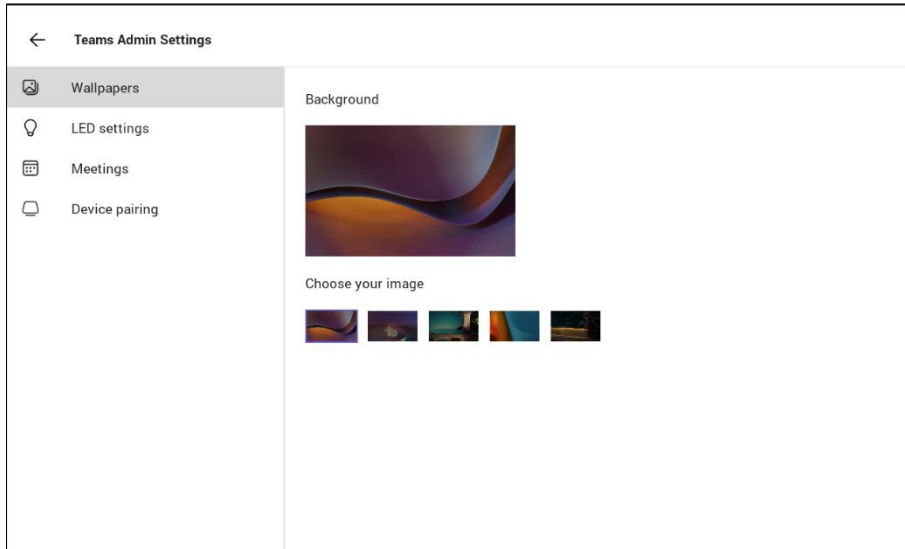 Teams Admin Settings
Wallpapers
LED settings
Meetings
Device pairing
Background
Choose your image